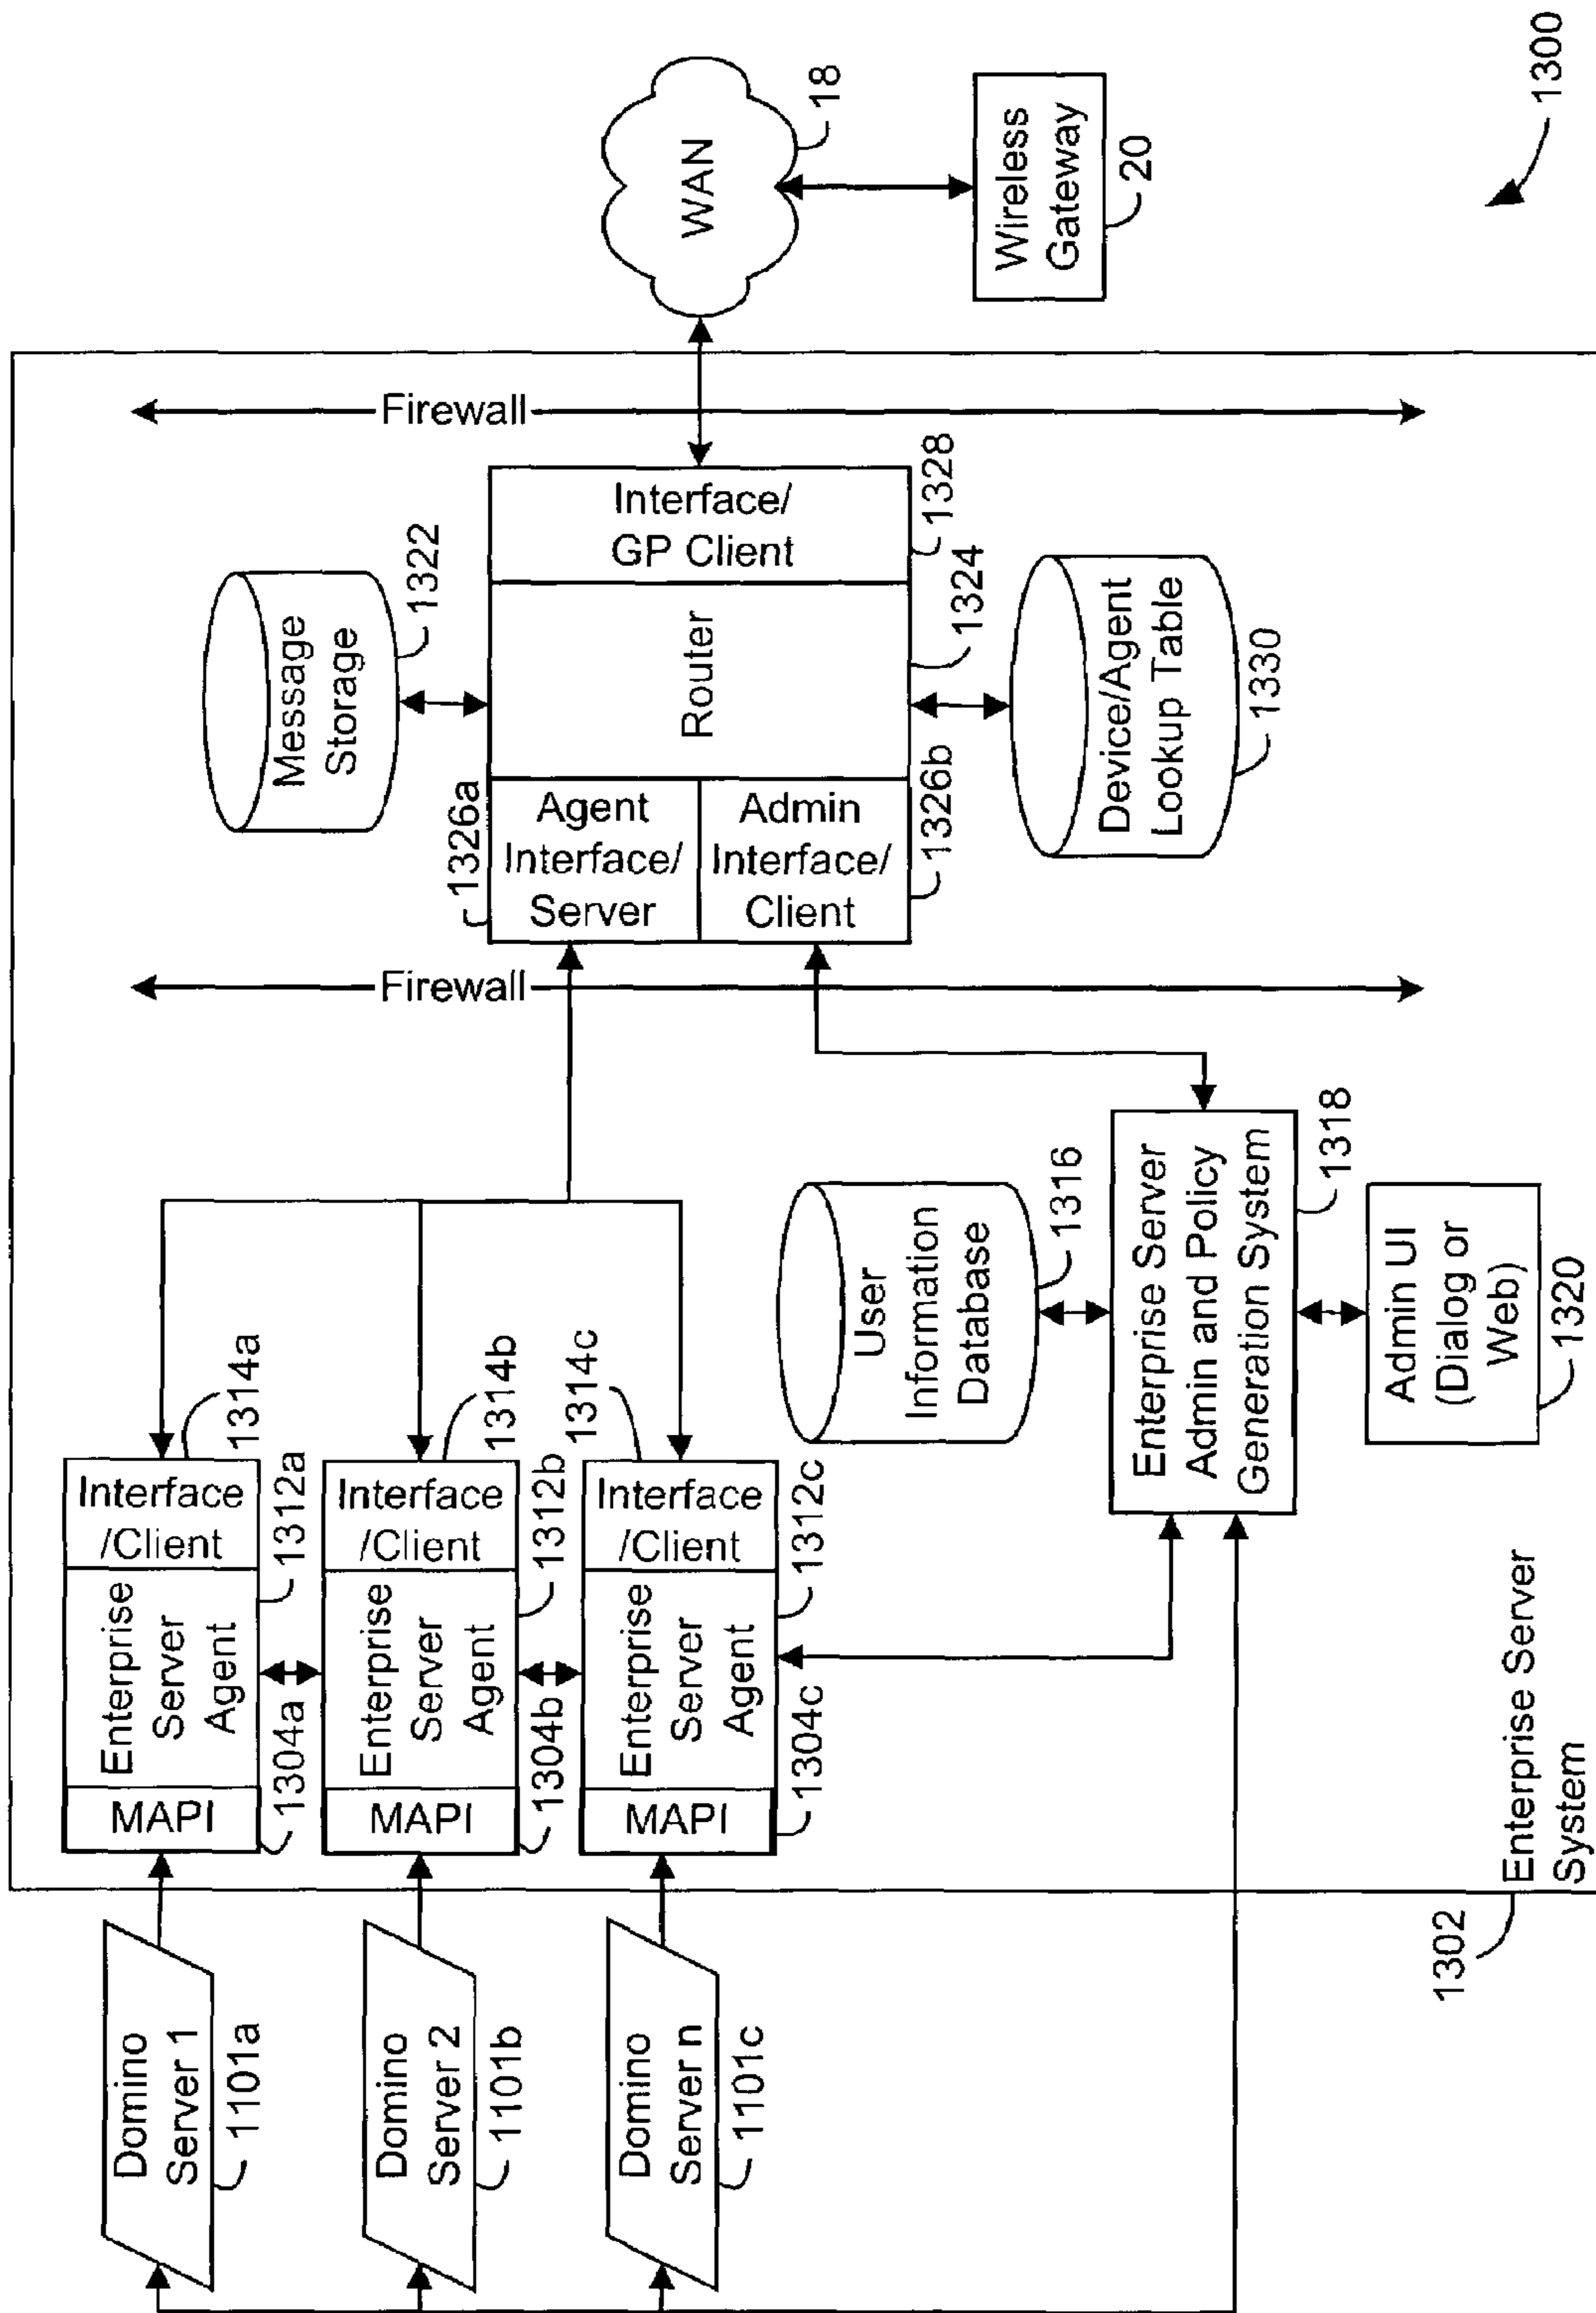 Domino
Server 1
1101a
Domino
Server 2
1101b
Domino
Server n
1101c
MAPI
1304a
Enterprise
Server
Agent
1312a
Interface
/Client
1314a
MAPI
1304b
Enterprise
Server
Agent
1312b
Interface
/Client
1314b
MAPI
1304c
Enterprise
Server
Agent
1312c
Interface
/Client
1314c
User
Information
Database
1316
Enterprise Server
Admin and Policy
Generation System
1318
Admin UI
(Dialog or
Web)
1320
Firewall
1326a
Agent
Interface/
Server
Admin
Interface/
Client
1326b
Router
1324
Interface/
GP Client
1328
Message
Storage
1322
Device/Agent
Lookup Table
1330
Firewall
WAN
18
Wireless
Gateway
20
1302
Enterprise Server
System
1300